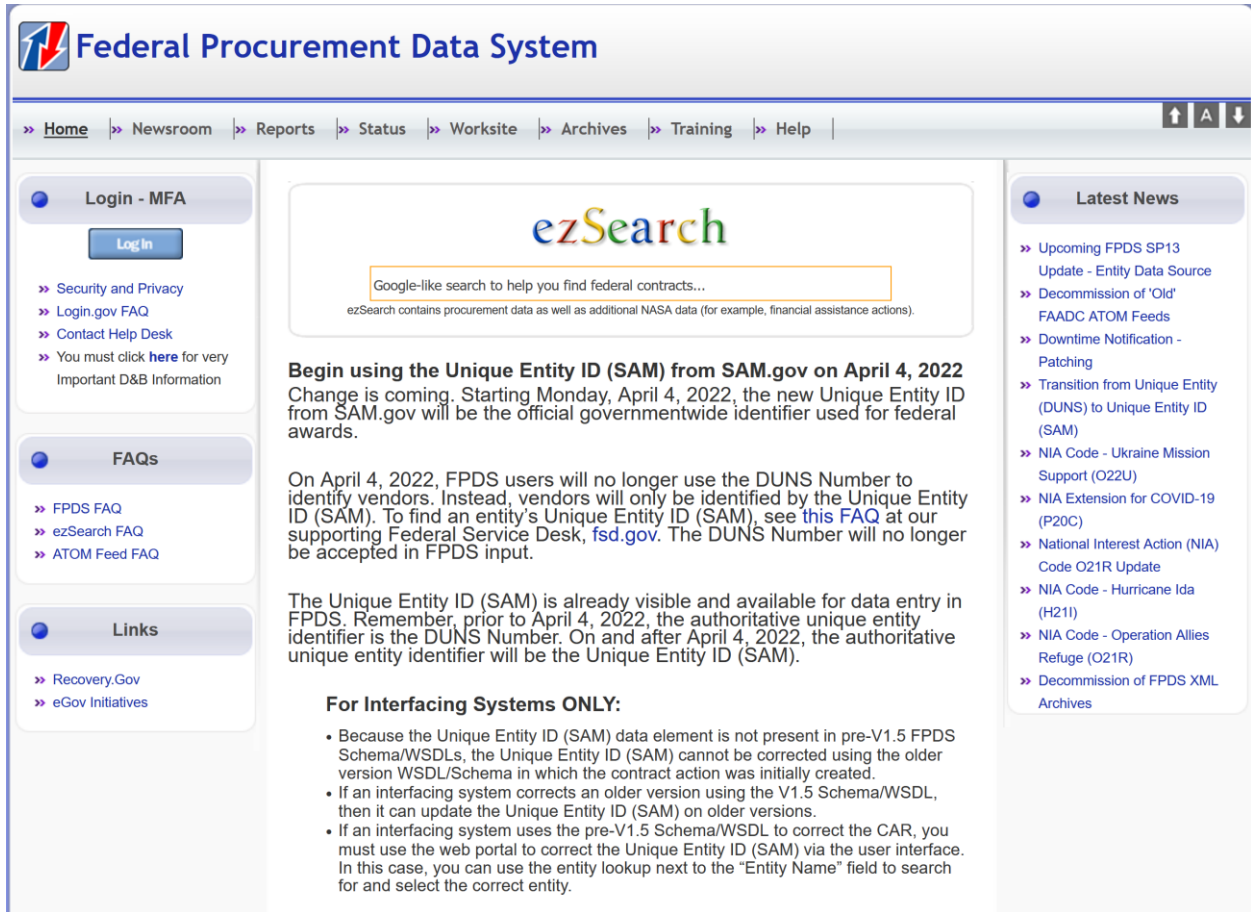 Federal Procurement Data System
» Home » Newsroom » Reports » Status » Worksite » Archives » Training » Help
A
Login - MFA
Log In
» Security and Privacy
» Login.gov FAQ
» Contact Help Desk
» You must click here for very
Important D&B Information
FAQs
» FPDS FAQ
» ezSearch FAQ
» ATOM Feed FAQ
Links
» Recovery.Gov
» eGov Initiatives
ezSearch
Google-like search to help you find federal contracts...
ezSearch contains procurement data as well as additional NASA data (for example, financial assistance actions).
Begin using the Unique Entity ID (SAM) from SAM.gov on April 4, 2022
Change is coming. Starting Monday, April 4, 2022, the new Unique Entity ID
from SAM.gov will be the official governmentwide identifier used for federal
awards.
On April 4, 2022, FPDS users will no longer use the DUNS Number to
identify vendors. Instead, vendors will only be identified by the Unique Entity
ID (SAM). To find an entity's Unique Entity ID (SAM), see this FAQ at our
supporting Federal Service Desk, fsd.gov. The DUNS Number will no longer
be accepted in FPDS input.
The Unique Entity ID (SAM) is already visible and available for data entry in
FPDS. Remember, prior to April 4, 2022, the authoritative unique entity
identifier is the DUNS Number. On and after April 4, 2022, the authoritative
unique entity identifier will be the Unique Entity ID (SAM).
For Interfacing Systems ONLY:
• Because the Unique Entity ID (SAM) data element is not present in pre-V1.5 FPDS
Schema/WSDLs, the Unique Entity ID (SAM) cannot be corrected using the older
version WSDL/Schema in which the contract action was initially created.
• If an interfacing system corrects an older version using the V1.5 Schema/WSDL,
then it can update the Unique Entity ID (SAM) on older versions.
• If an interfacing system uses the pre-V1.5 Schema/WSDL to correct the CAR, you
must use the web portal to correct the Unique Entity ID (SAM) via the user interface.
In this case, you can use the entity lookup next to the “Entity Name” field to search
for and select the correct entity.
Latest News
» Upcoming FPDS SP13
Update - Entity Data Source
» Decommission of 'Old'
FAADC ATOM Feeds
» Downtime Notification -
Patching
» Transition from Unique Entity
(DUNS) to Unique Entity ID
(SAM)
» NIA Code - Ukraine Mission
Support (O22U)
» NIA Extension for COVID-19
(P20C)
» National Interest Action (NIA)
Code O21R Update
» NIA Code - Hurricane Ida
(H21I)
» NIA Code - Operation Allies
Refuge (O21R)
» Decommission of FPDS XML
Archives